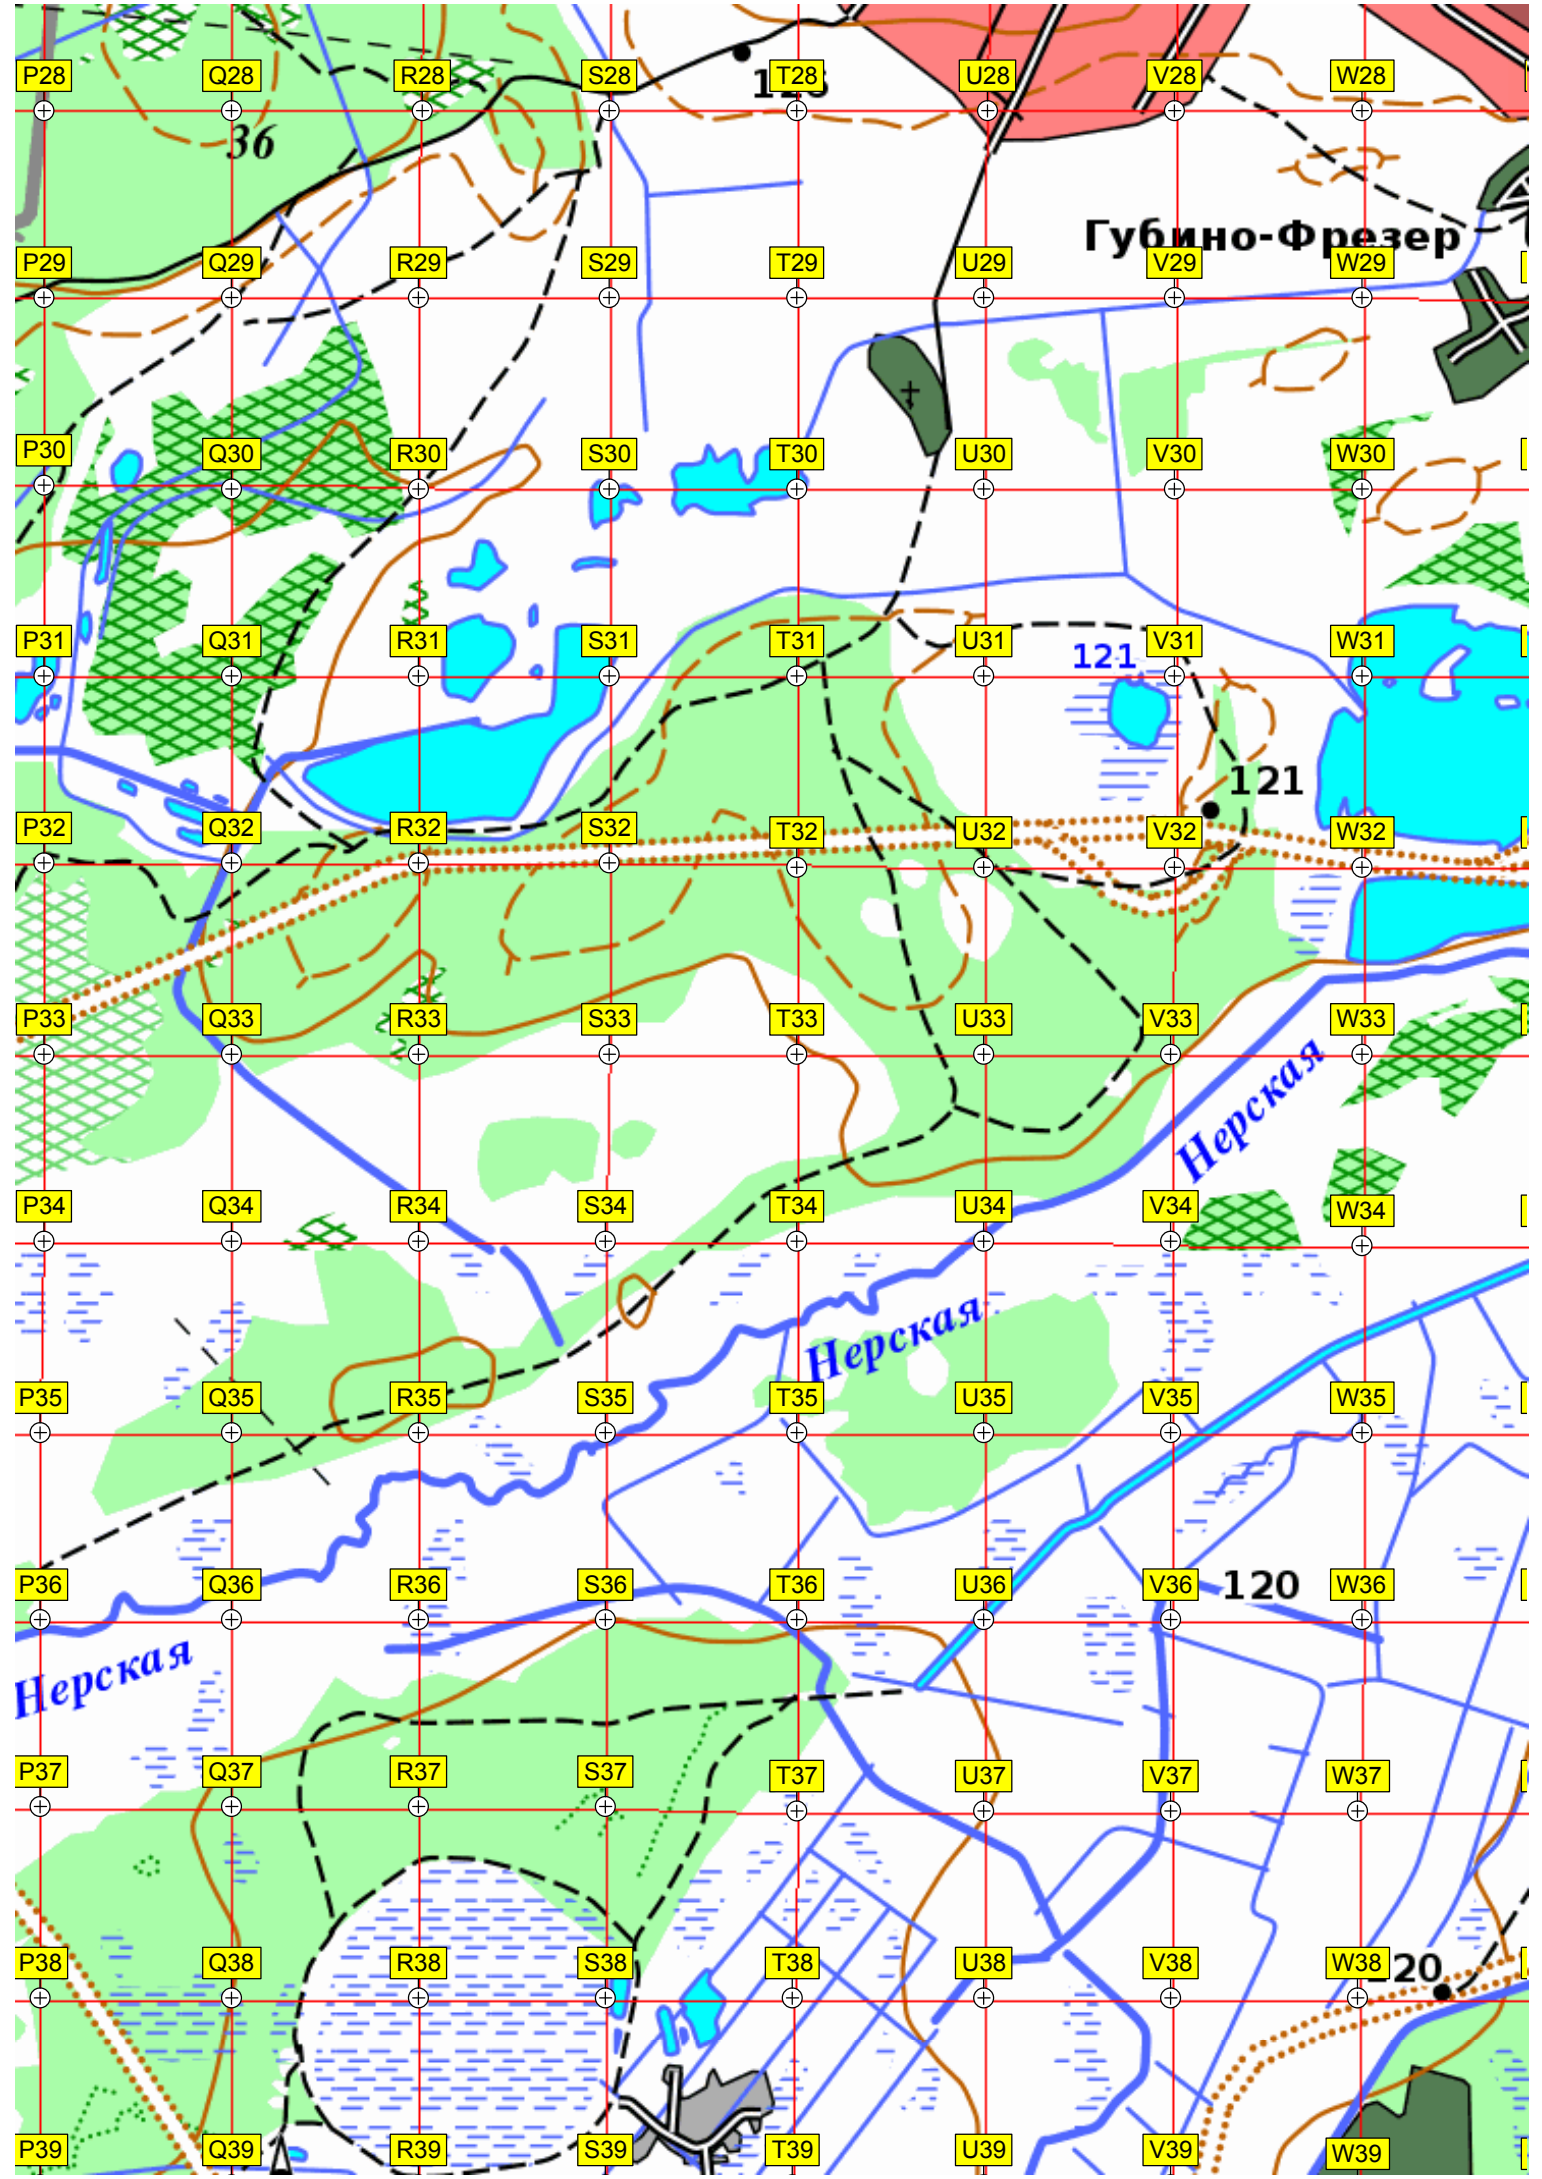 P28 Q28 R28 S28 T28 U28 V28 W28
126
36
Губино-Фрезер
P29 Q29 R29 S29 T29 U29 V29 W29
P30 Q30 R30 S30 T30 U30 V30 W30
P31 Q31 R31 S31 T31 U31 V31 W31
121
121
P32 Q32 R32 S32 T32 U32 V32 W32
P33 Q33 R33 S33 T33 U33 V33 W33
Нерская
P34 Q34 R34 S34 T34 U34 V34 W34
Нерская
P35 Q35 R35 S35 T35 U35 V35 W35
P36 Q36 R36 S36 T36 U36 V36 W36
120
Нерская
P37 Q37 R37 S37 T37 U37 V37 W37
P38 Q38 R38 S38 T38 U38 V38 W38
120
P39 Q39 R39 S39 T39 U39 V39 W39